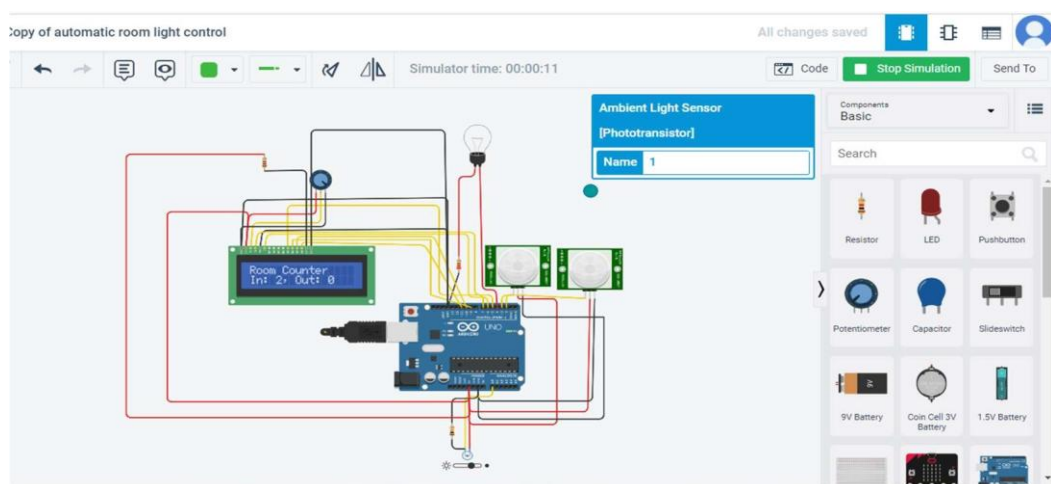 Copy of automatic room light control
All changes saved
Simulator time: 00:00:11
Code
Stop Simulation
Send To
Ambient Light Sensor
[Phototransistor]
Name 1
Components
Basic
Search
Resistor
LED
Pushbutton
Potentiometer
Capacitor
Slideswitch
9V Battery
Coin Cell 3V
Battery
1.5V Battery
Room Counter
In: 2, Out: 0
UNO
ARDUINO
9V